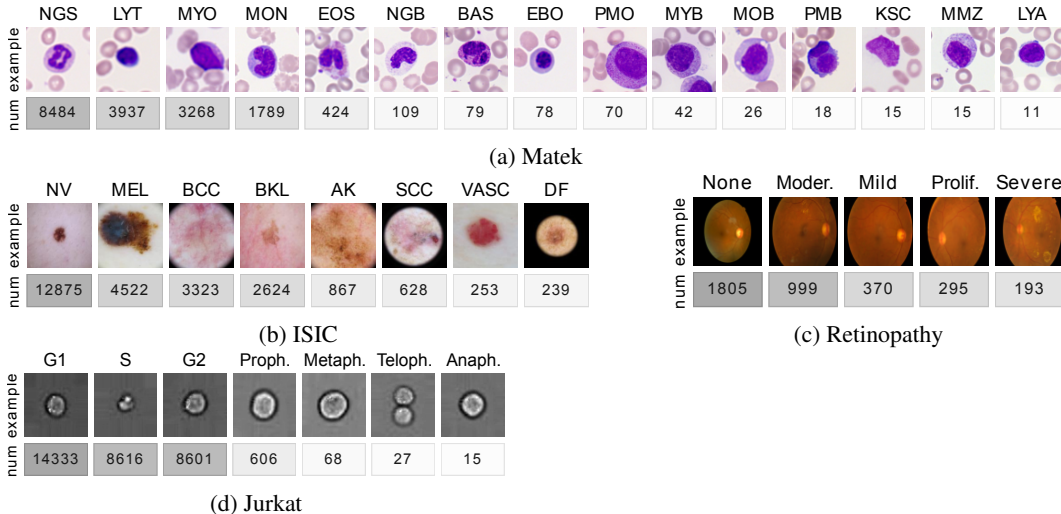 NGS LYT MYO MON EOS NGB BAS EBO PMO MYB MOB PMB KSC MMZ LYA
example
num 8484 3937 3268 1789 424 109 79 78 70 42 26 18 15 15 11
(a) Matek
NV MEL BCC BKL AK SCC VASC DF
example
num 12875 4522 3323 2624 867 628 253 239
(b) ISIC
None Moder. Mild Prolif. Severe
example
num 1805 999 370 295 193
(c) Retinopathy
G1 S G2 Proph. Metaph. Teloph. Anaph.
example
num 14333 8616 8601 606 68 27 15
(d) Jurkat